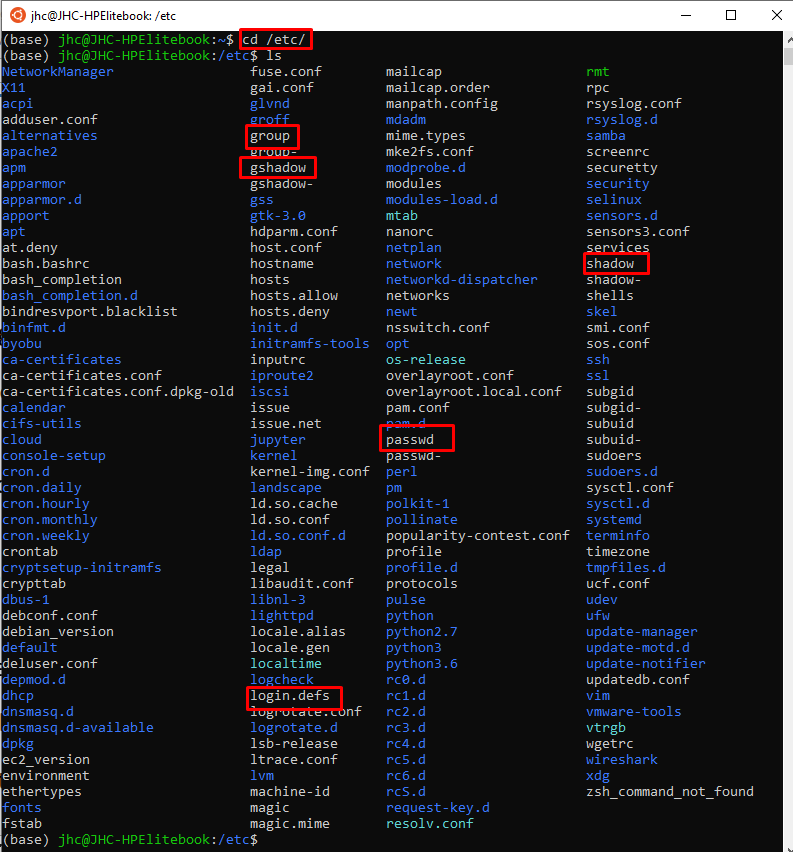 jhc@JHC-HPElitebook: /etc
(base) jhc@JHC-HPElitebook:~$ cd /etc/
(base) jhc@JHC-HPElitebook:/etc$ ls
NetworkManager fuse.conf mailcap rmt
X11 gai.conf mailcap.order rpc
acpi glvnd manpath.config rsyslog.conf
adduser.conf groff mdadm rsyslog.d
alternatives group mime.types samba
apache2 group- mke2fs.conf screenrc
apm gshadow modprobe.d securetty
apparmor gshadow- modules security
apparmor.d gss modules-load.d selinux
apport gtk-3.0 mtab sensors.d
apt hdparm.conf nanorc sensors3.conf
at.deny host.conf netplan services
bash.bashrc hostname network shadow
bash_completion hosts networkd-dispatcher shadow-
bash_completion.d hosts.allow networks shells
bindresvport.blacklist hosts.deny newt skel
binfmt.d init.d nsswitch.conf smi.conf
byobu initramfs-tools opt sos.conf
ca-certificates inputrc os-release ssh
ca-certificates.conf iproute2 overlayroot.conf ssl
ca-certificates.conf.dpkg-old iscsi overlayroot.local.conf subgid
calendar issue pam.conf subgid-
cifs-utils issue.net pam.d subuid
cloud jupyter passwd subuid-
console-setup kernel passwd- sudoers
cron.d kernel-img.conf perl sudoers.d
cron.daily landscape pm sysctl.conf
cron.hourly ld.so.cache polkit-1 sysctl.d
cron.monthly ld.so.conf pollinate systemd
cron.weekly ld.so.conf.d popularity-contest.conf terminfo
crontab ldap profile timezone
cryptsetup-initramfs legal profile.d tmpfiles.d
crypttab libaudit.conf protocols ucf.conf
dbus-1 libnl-3 pulse udev
debconf.conf lighttpd python ufw
debian_version locale.alias python2.7 update-manager
default locale.gen python3 update-motd.d
deluser.conf localtime python3.6 update-notifier
depmod.d logcheck rc0.d updatedb.conf
dhcp login.defs rc1.d vim
dnsmasq.d logrotate.conf rc2.d vmware-tools
dnsmasq.d-available logrotate.d rc3.d vtrgb
dpkg lsb-release rc4.d wgetrc
ec2_version ltrace.conf rc5.d wireshark
environment lvm rc6.d xdg
ethertypes machine-id rcS.d zsh_command_not_found
fonts magic request-key.d
fstab magic.mime resolv.conf
(base) jhc@JHC-HPElitebook:/etc$